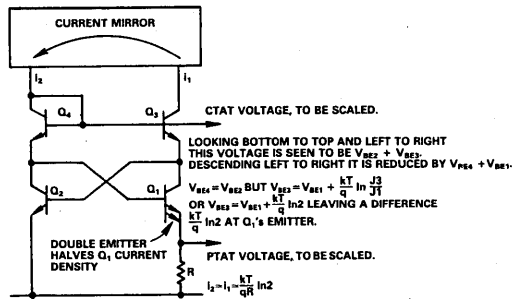 CURRENT MIRROR
i2
i1
Q4
Q3
CTAT VOLTAGE, TO BE SCALED.
LOOKING BOTTOM TO TOP AND LEFT TO RIGHT
THIS VOLTAGE IS SEEN TO BE VBE2 + VBE3.
DESCENDING LEFT TO RIGHT IT IS REDUCED BY VBE4 + VBE1.
Q2
Q1
VBE4 = VBE2 BUT VBE3 = VBE1 + kT/q ln J3/J1
OR VBE3 = VBE1 + kT/q ln2 LEAVING A DIFFERENCE
kT/q ln2 AT Q1's EMITTER.
DOUBLE EMITTER
HALVES Q1 CURRENT
DENSITY
PTAT VOLTAGE, TO BE SCALED.
R
i2 ≃ i1 ≃ kT/qR ln2